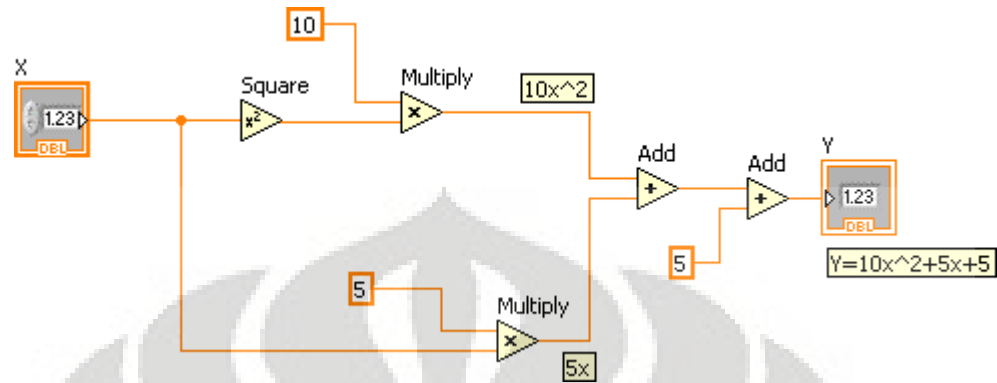 10
X
Square
Multiply
10x^2
1.23
x²
×
DBL
Add
Add
Y
+
+
1.23
DBL
5
Y=10x^2+5x+5
5
Multiply
×
5x